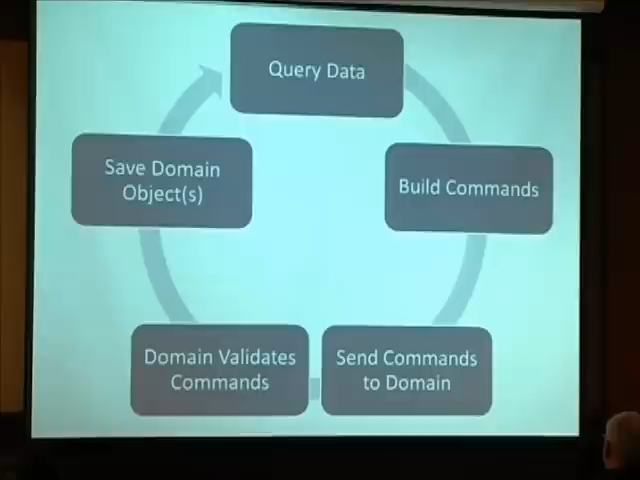 Query Data
Build Commands
Send Commands
to Domain
Domain Validates
Commands
Save Domain
Object(s)